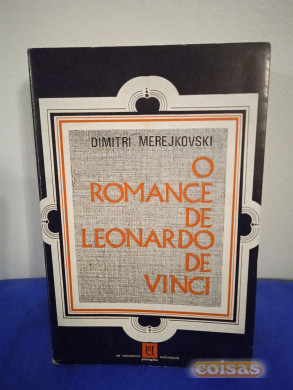 DIMITRI MEREJKOVSKI
O
ROMANCE
DE
LEONARDO
DE
VINCI
coisas